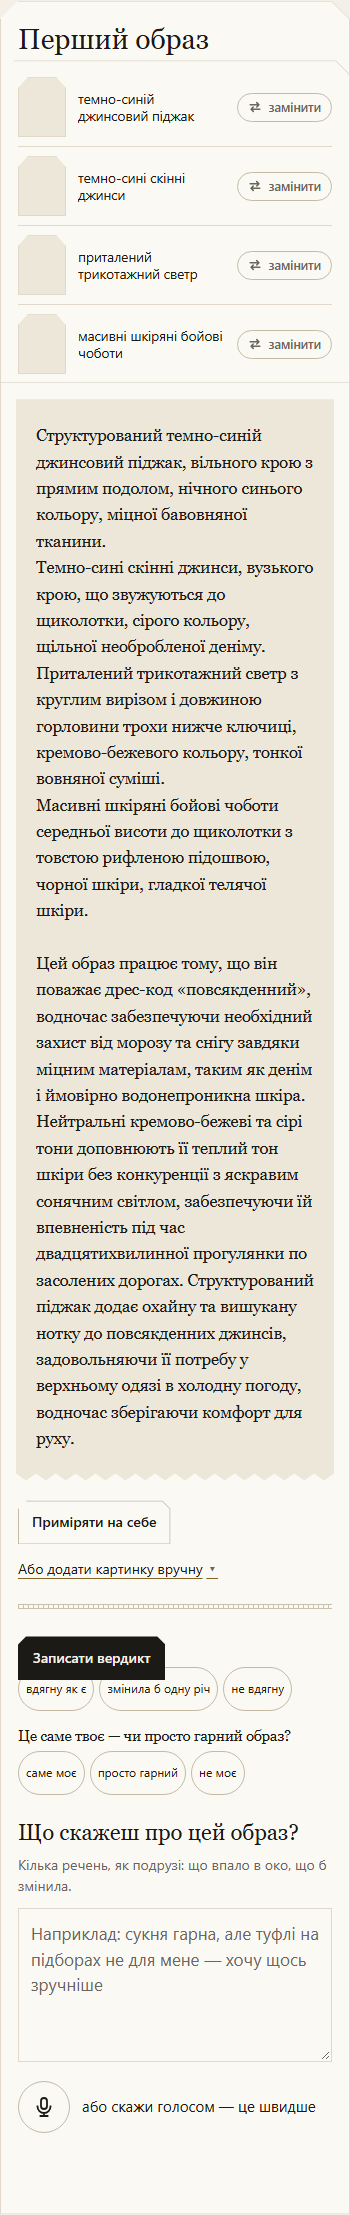 Перший образ
темно-синій
джинсовий піджак
замінити
темно-сині скінні
джинси
замінити
приталений
трикотажний светр
замінити
масивні шкіряні бойові
чоботи
замінити
Структурований темно-синій
джинсовий піджак, вільного крою з
прямим подолом, нічного синього
кольору, міцної бавовняної
тканини.
Темно-сині скінні джинси, вузького
крою, що звужуються до
щиколотки, сірого кольору,
щільної необробленої деніму.
Приталений трикотажний светр з
круглим вирізом і довжиною
горловини трохи нижче ключиці,
кремово-бежевого кольору, тонкої
вовняної суміші.
Масивні шкіряні бойові чоботи
середньої висоти до щиколотки з
товстою рифленою підошвою,
чорної шкіри, гладкої телячої
шкіри.
Цей образ працює тому, що він
поважає дрес-код «повсякденний»,
водночас забезпечуючи необхідний
захист від морозу та снігу завдяки
міцним матеріалам, таким як денім
і ймовірно водонепроникна шкіра.
Нейтральні кремово-бежеві та сірі
тони доповнюють її теплий тон
шкіри без конкуренції з яскравим
сонячним світлом, забезпечуючи їй
впевненість під час
двадцятихвилинної прогулянки по
засолених дорогах. Структурований
піджак додає охайну та вишукану
нотку до повсякденних джинсів,
задовольняючи її потребу у
верхньому одязі в холодну погоду,
водночас зберігаючи комфорт для
руху.
Приміряти на себе
Або додати картинку вручну
Записати вердикт
вдягну як є
змінила б одну річ
не вдягну
Це саме твоє — чи просто гарний образ?
саме моє
просто гарний
не моє
Що скажеш про цей образ?
Кілька речень, як подрузі: що впало в око, що б
змінила.
Наприклад: сукня гарна, але туфлі на
підборах не для мене — хочу щось
зручніше
або скажи голосом — це швидше